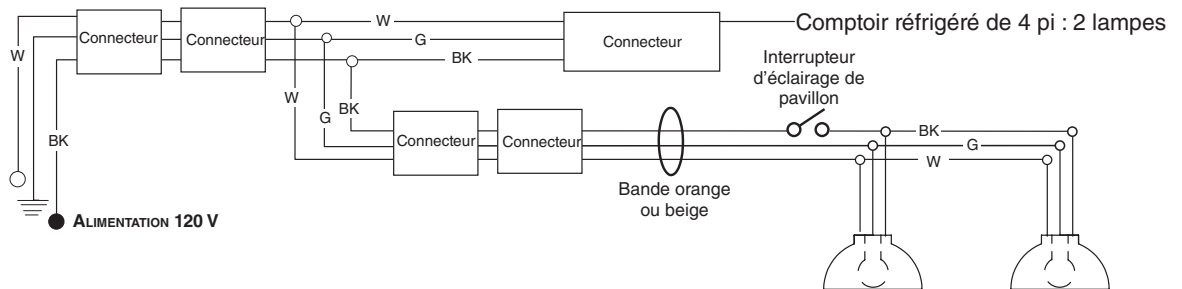 W
Comptoir réfrigéré de 4 pi : 2 lampes
Connecteur
Connecteur
G
Connecteur
W
BK
Interrupteur
d'éclairage de
pavillon
W
G
BK
BK
Connecteur
Connecteur
BK
G
W
Bande orange
ou beige
ALIMENTATION 120 V